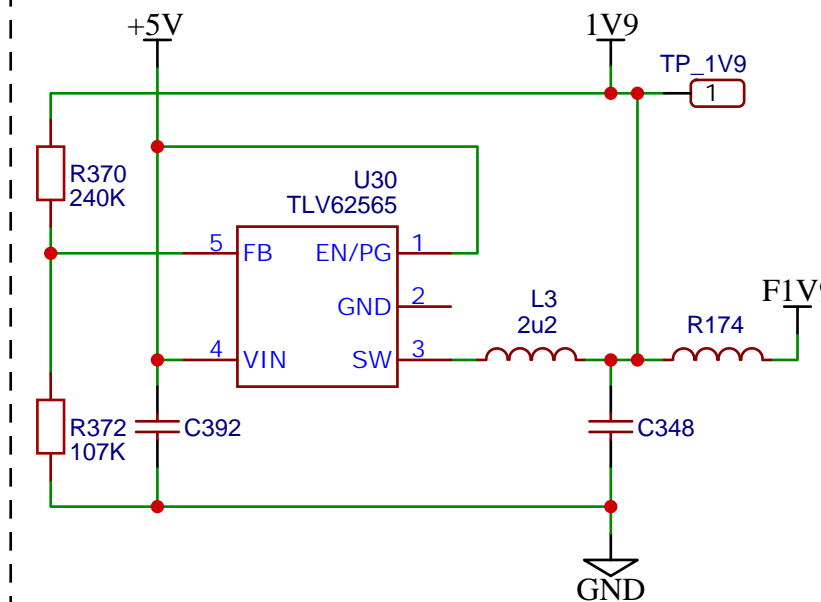 +5V
1V9
TP_1V9
1
R370
240K
U30
TLV62565
5
FB
EN/PG
1
GND
2
L3
2u2
F1V9
R174
4
VIN
SW
3
R372
107K
C392
C348
GND